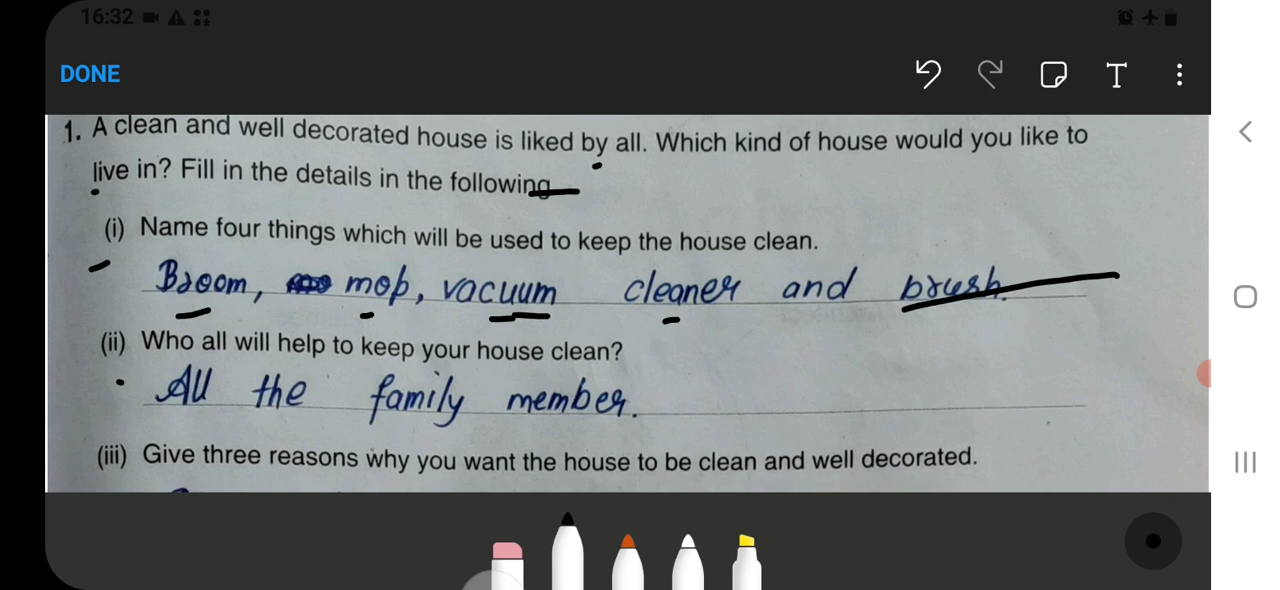 16:32
DONE
T
1. A clean and well decorated house is liked by all. Which kind of house would you like to
live in? Fill in the details in the following
(i) Name four things which will be used to keep the house clean.
Broom, mop, vacuum cleaner and brush.
(ii) Who all will help to keep your house clean?
All the family member.
(iii) Give three reasons why you want the house to be clean and well decorated.